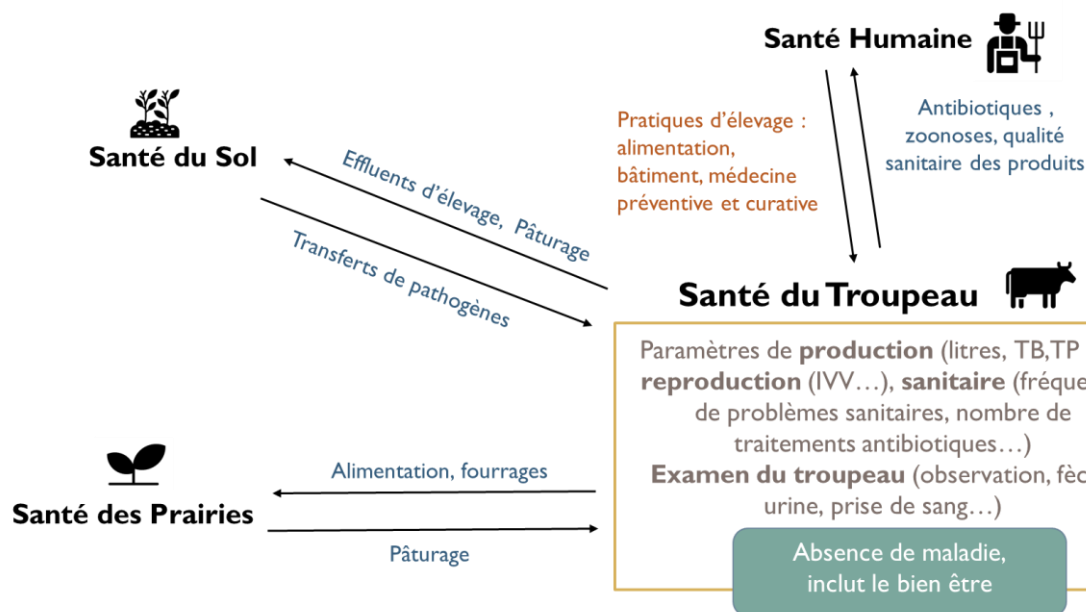 Santé Humaine
Santé du Sol
Pratiques d’élevage :
alimentation,
bâtiment, médecine
préventive et curative
Antibiotiques ,
zoonoses, qualité
sanitaire des produits
Effluents d’élevage, Pâturage
Transferts de pathogènes
Santé du Troupeau
Paramètres de production (litres, TB,TP
reproduction (IVV…), sanitaire (fréque
de problèmes sanitaires, nombre de
traitements antibiotiques…)
Examen du troupeau (observation, fèc
urine, prise de sang…)
Absence de maladie,
inclut le bien être
Santé des Prairies
Alimentation, fourrages
Pâturage